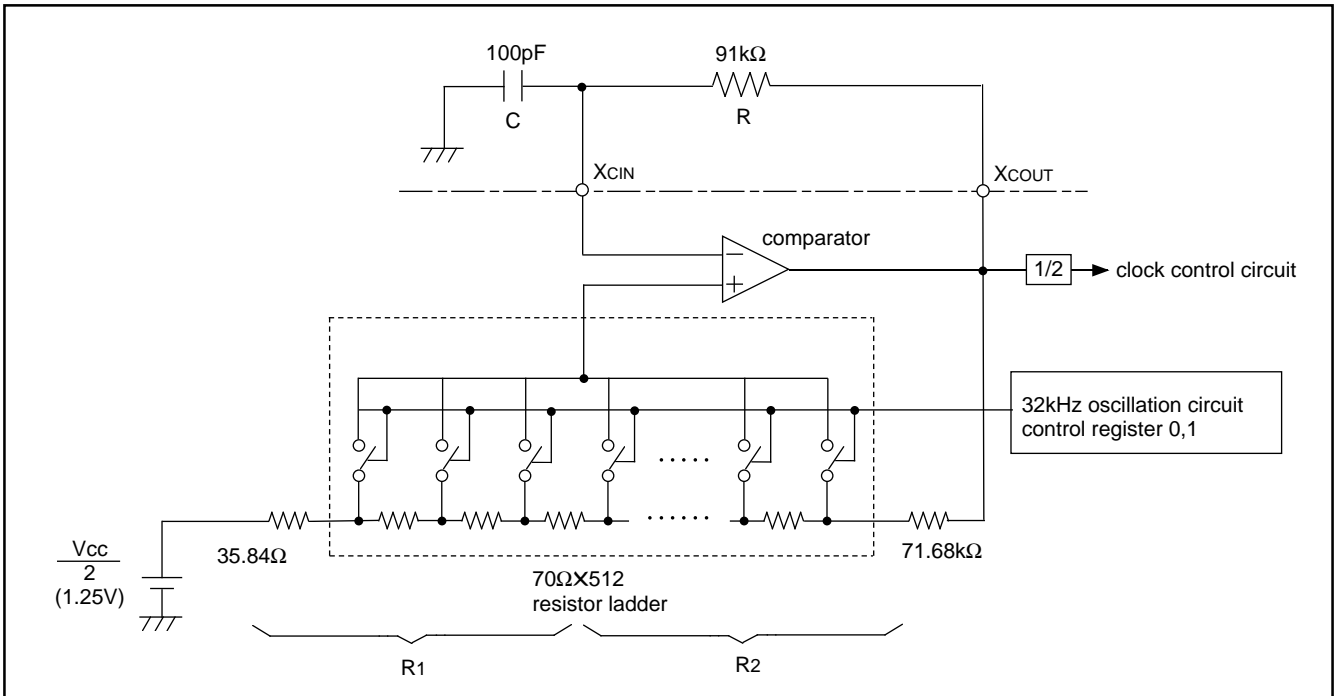 100pF
91kΩ
C
R
XCIN
XCOUT
comparator
−
+
1/2
clock control circuit
32kHz oscillation circuit
control register 0,1
.....
......
35.84Ω
71.68kΩ
Vcc
2
(1.25V)
70Ω×512
resistor ladder
R1
R2